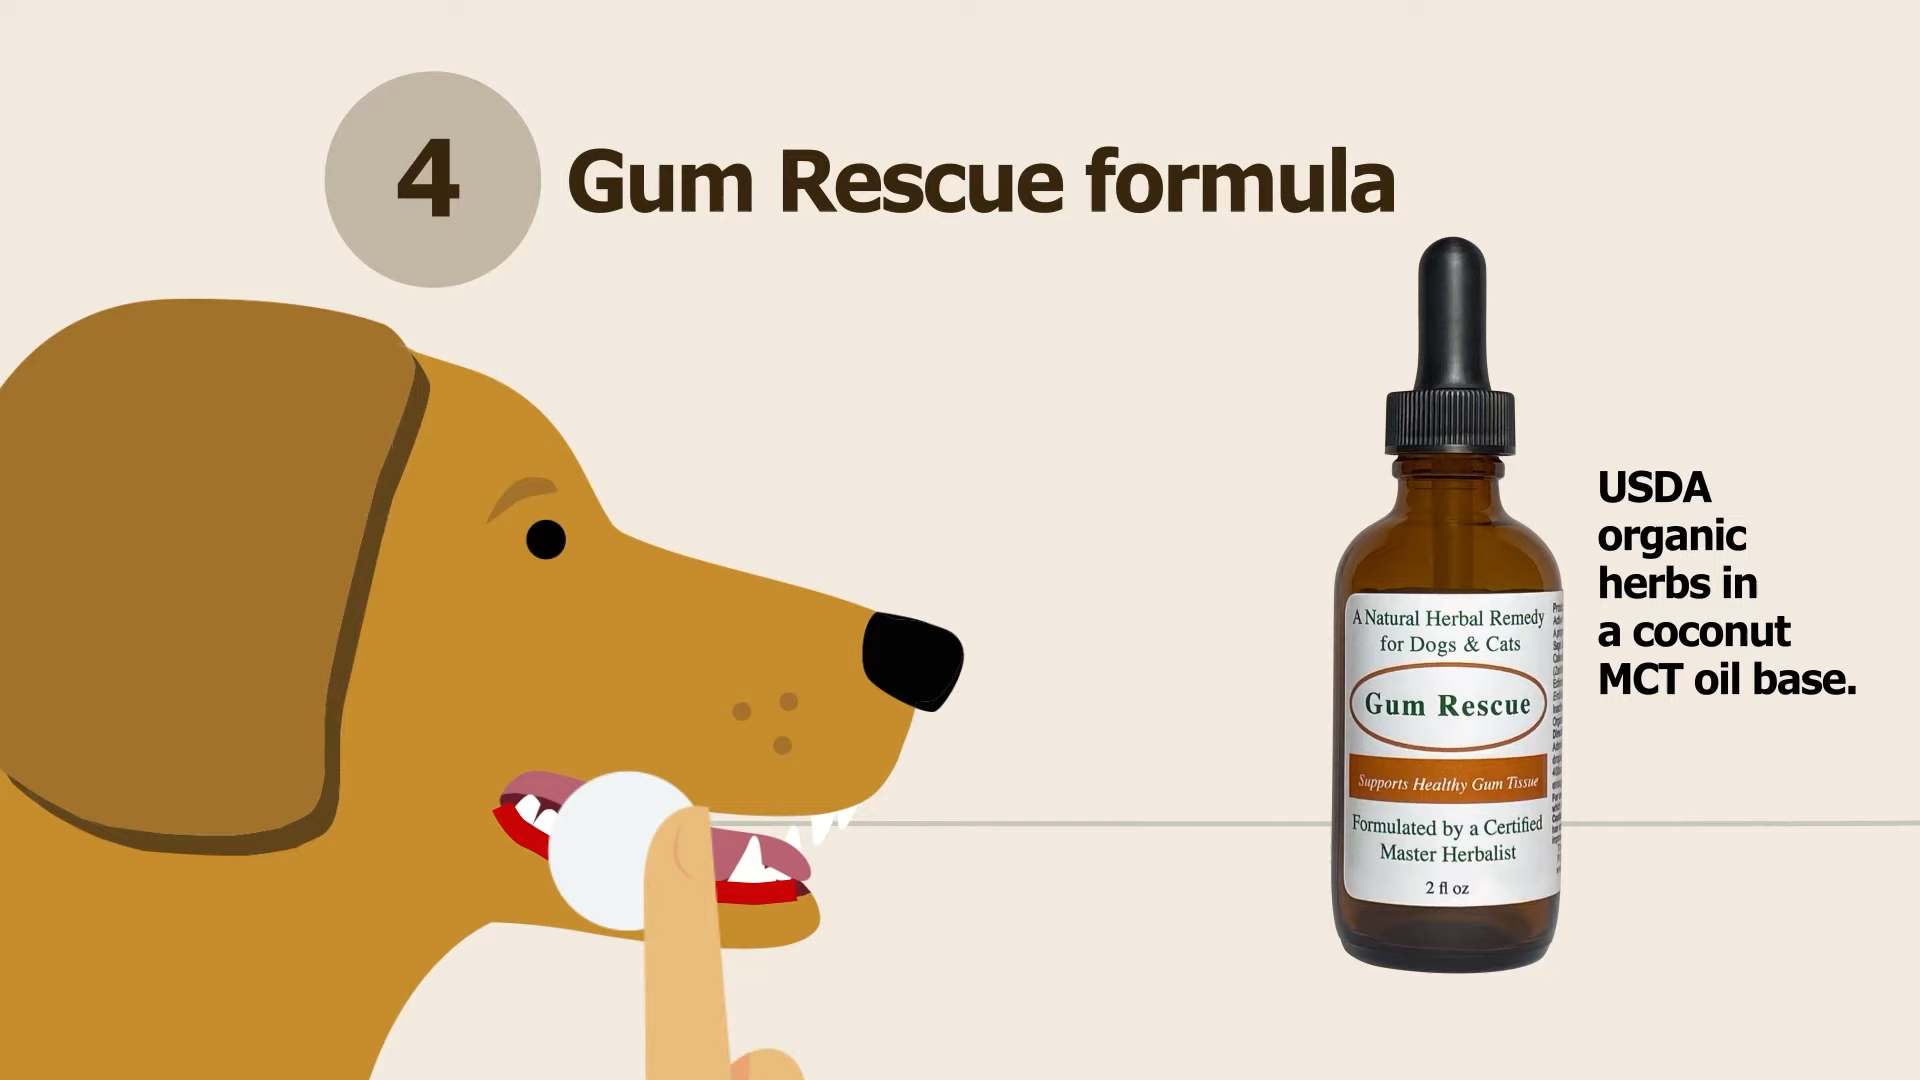 4
Gum Rescue formula
USDA
organic
herbs in
a coconut
MCT oil base.
A Natural Herbal Remedy
for Dogs & Cats
Gum Rescue
Supports Healthy Gum Tissue
Formulated by a Certified
Master Herbalist
2 fl oz